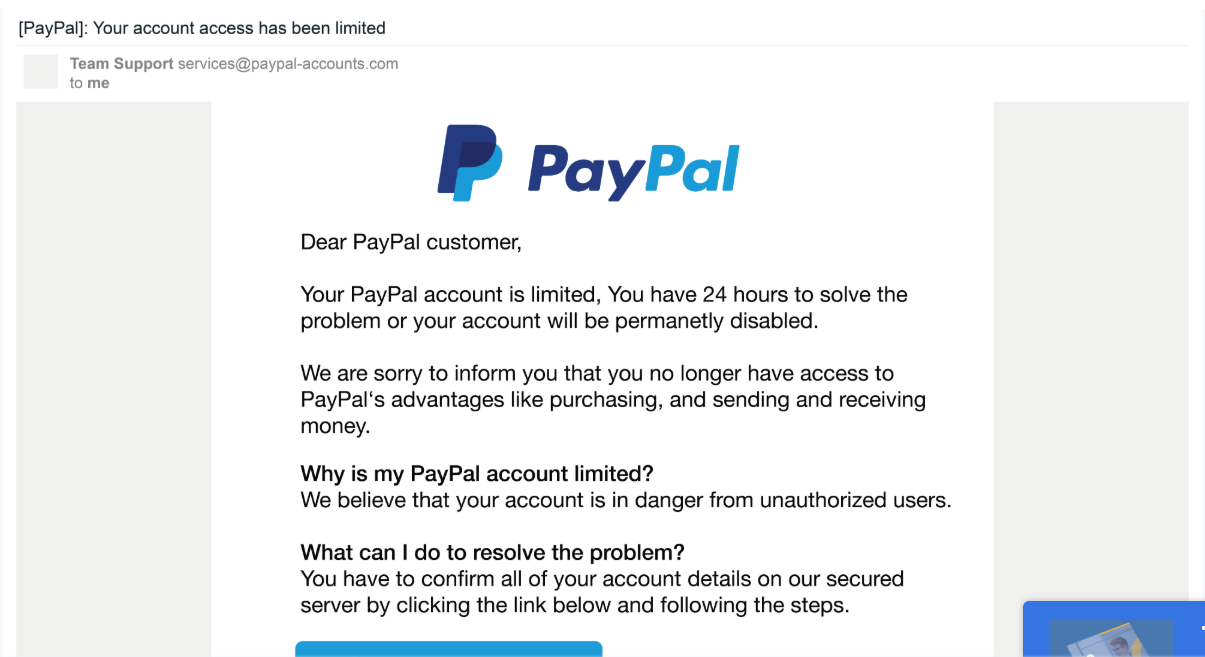 [PayPal]: Your account access has been limited
Team Support services@paypal-accounts.com
to me
PayPal
Dear PayPal customer,
Your PayPal account is limited, You have 24 hours to solve the
problem or your account will be permanetly disabled.
We are sorry to inform you that you no longer have access to
PayPal‘s advantages like purchasing, and sending and receiving
money.
Why is my PayPal account limited?
We believe that your account is in danger from unauthorized users.
What can I do to resolve the problem?
You have to confirm all of your account details on our secured
server by clicking the link below and following the steps.